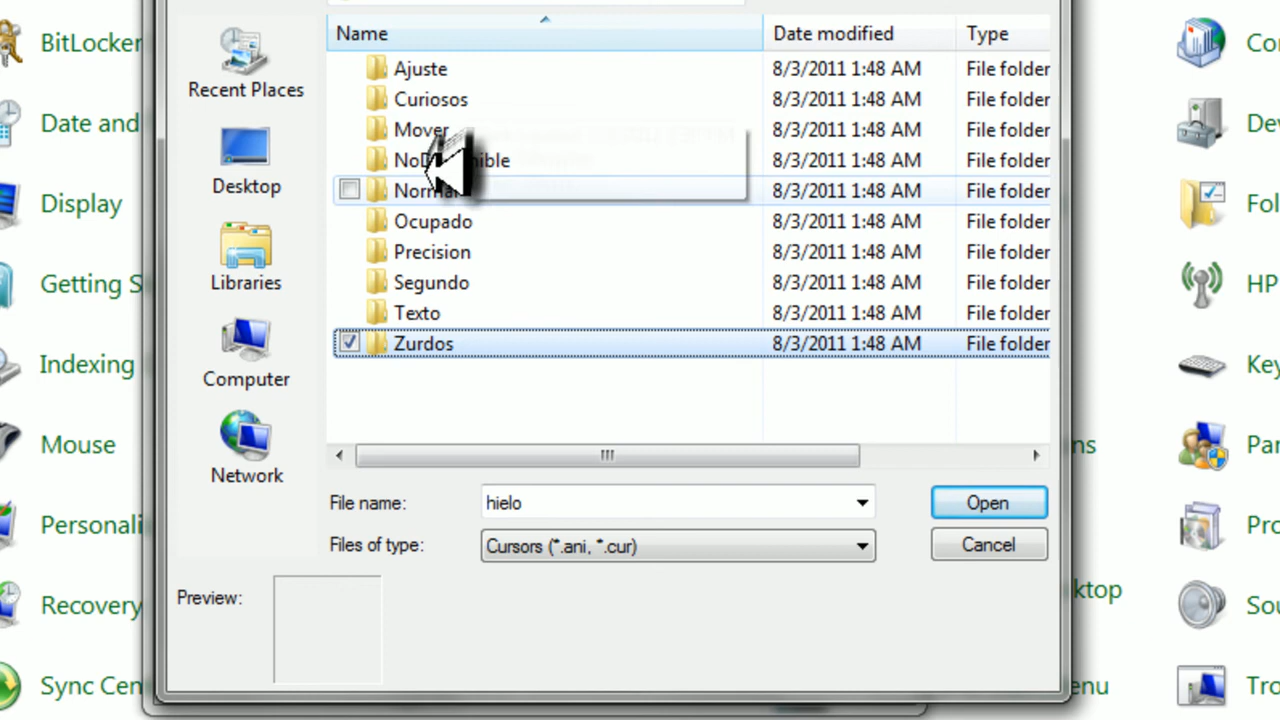 Name Date modified Type
Ajuste 8/3/2011 1:48 AM File folder
Curiosos 8/3/2011 1:48 AM File folder
Mover 8/3/2011 1:48 AM File folder
8/3/2011 1:48 AM File folder
Normal 8/3/2011 1:48 AM File folder
Ocupado 8/3/2011 1:48 AM File folder
Precision 8/3/2011 1:48 AM File folder
Segundo 8/3/2011 1:48 AM File folder
Texto 8/3/2011 1:48 AM File folder
Zurdos 8/3/2011 1:48 AM File folder
Recent Places
Desktop
Libraries
Computer
Network
File name: hielo Open
Files of type: Cursors (*.ani, *.cur) Cancel
Preview:
BitLocker
Date and
Display
Getting S
Indexing
Mouse
Personali
Recovery
Sync Cen
Co
De
Fol
HP
Key
ns
Par
Pro
ktop
Sou
enu
Tro